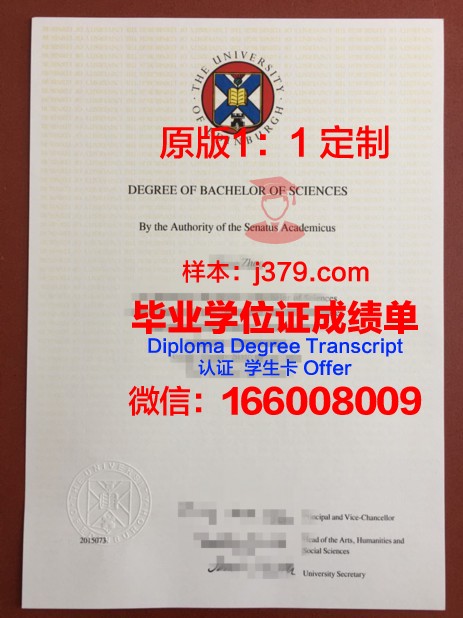 THE UNIVERSITY OF EDINBURGH
原版1：1 定制
DEGREE OF BACHELOR OF SCIENCES
By the Authority of the Senatus Academicus
样本：j379.com
毕业学位证成绩单
Diploma Degree Transcript
认证 学生卡 Offer
微信：166008009
Principal and Vice-Chancellor
2015073
Head of the Arts, Humanities and
Social Sciences
University Secretary